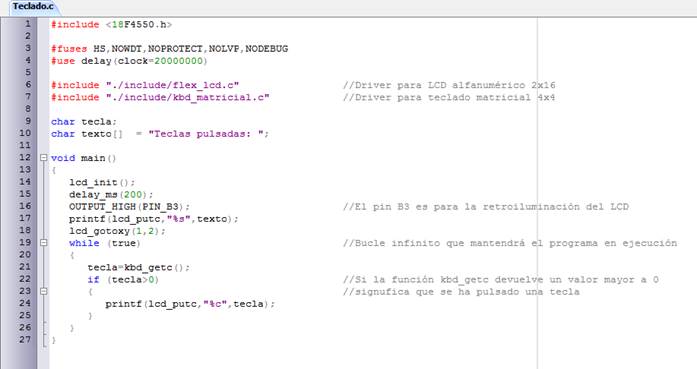 Teclado.c
1 #include <18F4550.h>
2
3 #fuses HS,NOWDT,NOPROTECT,NOLVP,NODEBUG
4 #use delay(clock=20000000)
5
6 #include "./include/flex_lcd.c" //Driver para LCD alfanumérico 2x16
7 #include "./include/kbd_matricial.c" //Driver para teclado matricial 4x4
8
9 char tecla;
10 char texto[] = "Teclas pulsadas: ";
11
12 void main()
13 {
14 lcd_init();
15 delay_ms(200);
16 OUTPUT_HIGH(PIN_B3); //El pin B3 es para la retroiluminación del LCD
17 printf(lcd_putc,"%s",texto);
18 lcd_gotoxy(1,2);
19 while (true) //Bucle infinito que mantendrá el programa en ejecución
20 {
21 tecla=kbd_getc();
22 if (tecla>0) //Si la función kbd_getc devuelve un valor mayor a 0
23 { //signufica que se ha pulsado una tecla
24 printf(lcd_putc,"%c",tecla);
25 }
26 }
27 }